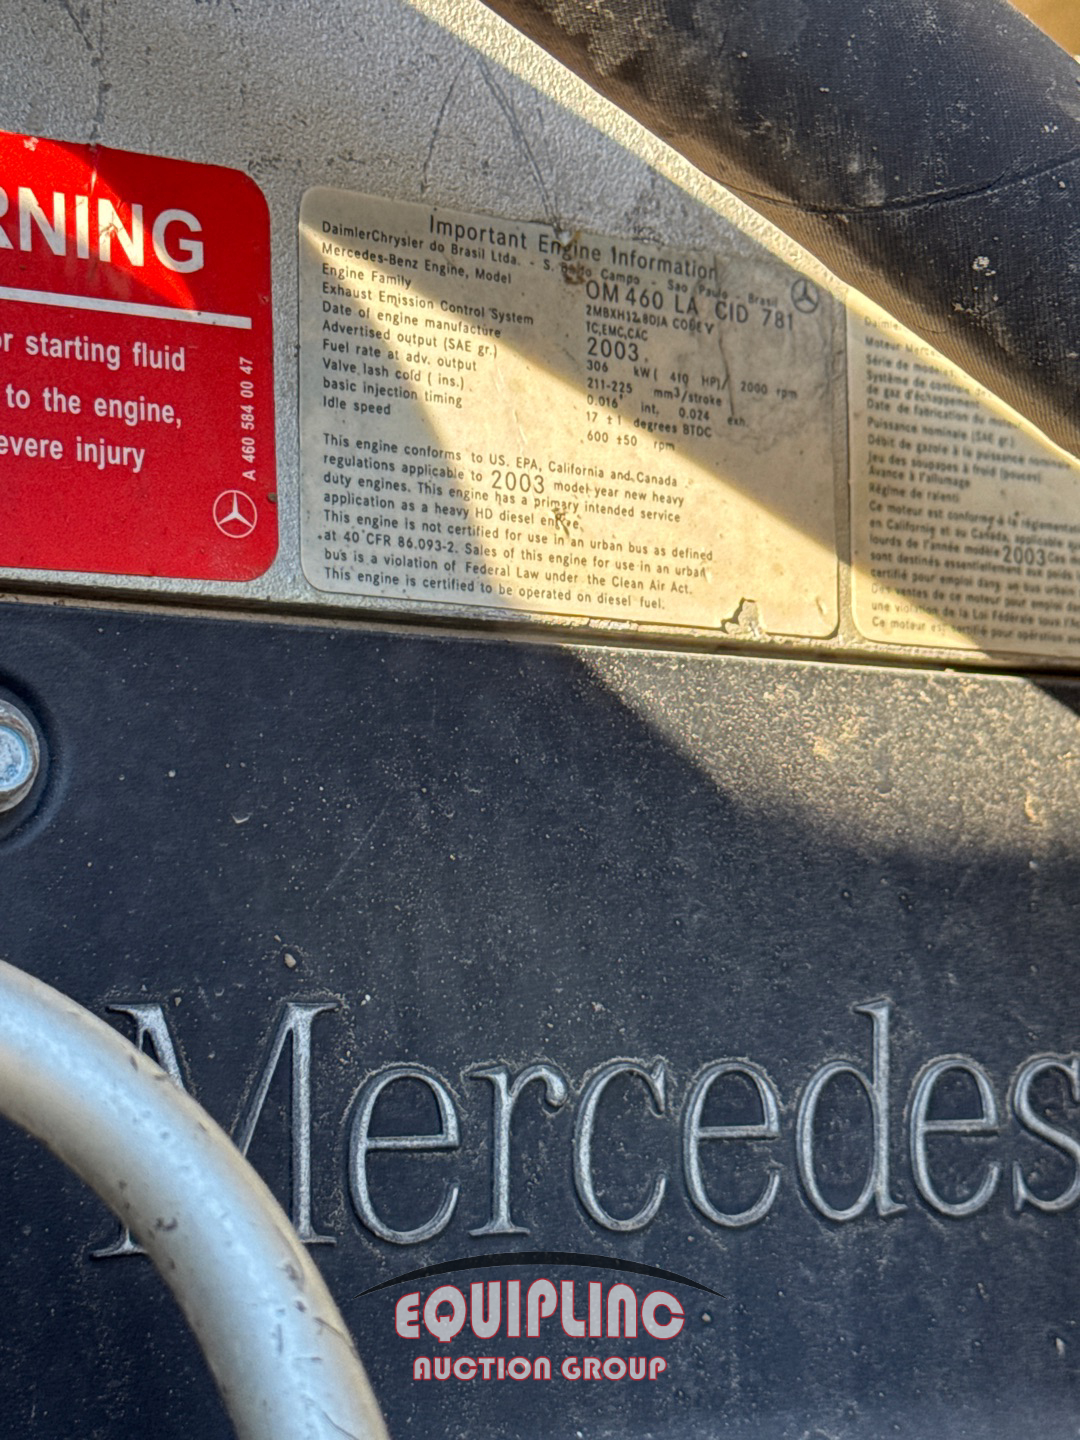 RNING
or starting fluid
to the engine,
evere injury
A 460 584 00 47
Important Engine Information
DaimlerChrysler do Brasil Ltda. - S. Campo - Sao Paulo, Brasil
Mercedes-Benz Engine, Model OM 460 LA CID 781
Engine Family
Exhaust Emission Control System TC,EMC,CAC
Date of engine manufacture 2003
Advertised output (SAE gr.) 306 kW ( 410 HP)/ 2000 rpm
Fuel rate at adv. output 211-225 mm3/stroke
Valve lash cold ( ins.) 0.016 int. 0.024 exh.
basic injection timing 17 ±1 degrees BTDC
Idle speed 600 ±50 rpm
This engine conforms to US. EPA, California and Canada
regulations applicable to 2003 model year new heavy
duty engines. This engine has a primary intended service
application as a heavy HD diesel engine.
This engine is not certified for use in an urban bus as defined
at 40 CFR 86.093-2. Sales of this engine for use in an urban
bus is a violation of Federal Law under the Clean Air Act.
This engine is certified to be operated on diesel fuel.
Daimler
Moteur Merc
Série de mod
Système de contrôle
de gaz d'échappement
Date de fabrication du moteur
Puissance nominale (SAE gr.)
Débit de gazole à la puissance nominale
Jeu des soupapes à froid (pouces)
Avance à l'allumage
Régime de ralenti
Ce moteur est conforme à la réglementat
en Californie et au Canada, applicable
lourds de l'année modèle 2003 Ces
sont destinés essentiellement aux poids
certifié pour emploi dans un bus urbain
Des ventes de ce moteur pour emploi de
une violation de la Loi Fédérale sous l'A
Ce moteur est certifié pour opération
Mercedes
EQUIPLINC
AUCTION GROUP